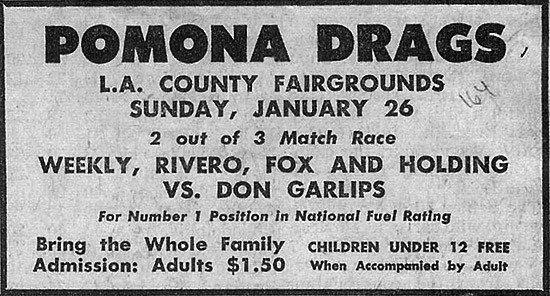 POMONA DRAGS
L.A. COUNTY FAIRGROUNDS
SUNDAY, JANUARY 26
'64
2 out of 3 Match Race
WEEKLY, RIVERO, FOX AND HOLDING
VS. DON GARLIPS
For Number 1 Position in National Fuel Rating
Bring the Whole Family CHILDREN UNDER 12 FREE
Admission: Adults $1.50 When Accompanied by Adult